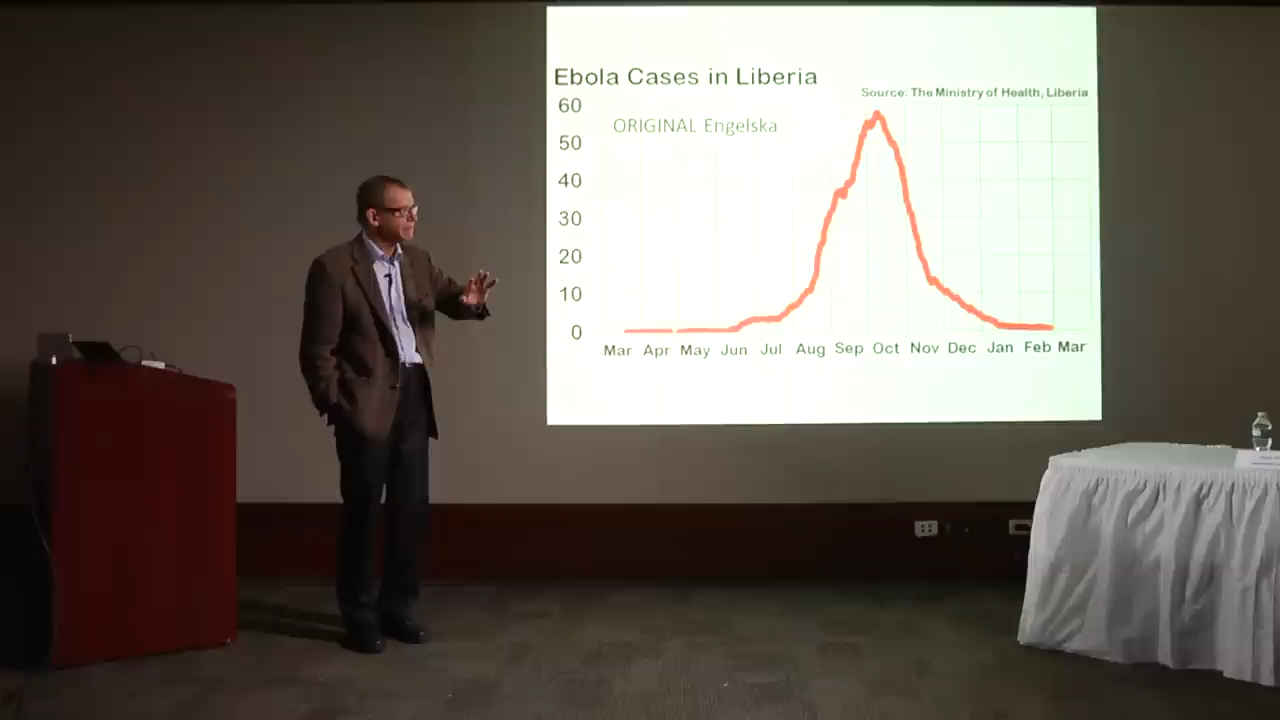 Ebola Cases in Liberia
Source: The Ministry of Health, Liberia
60
ORIGINAL Engelska
50
40
30
20
10
0
Mar Apr May Jun Jul Aug Sep Oct Nov Dec Jan Feb Mar